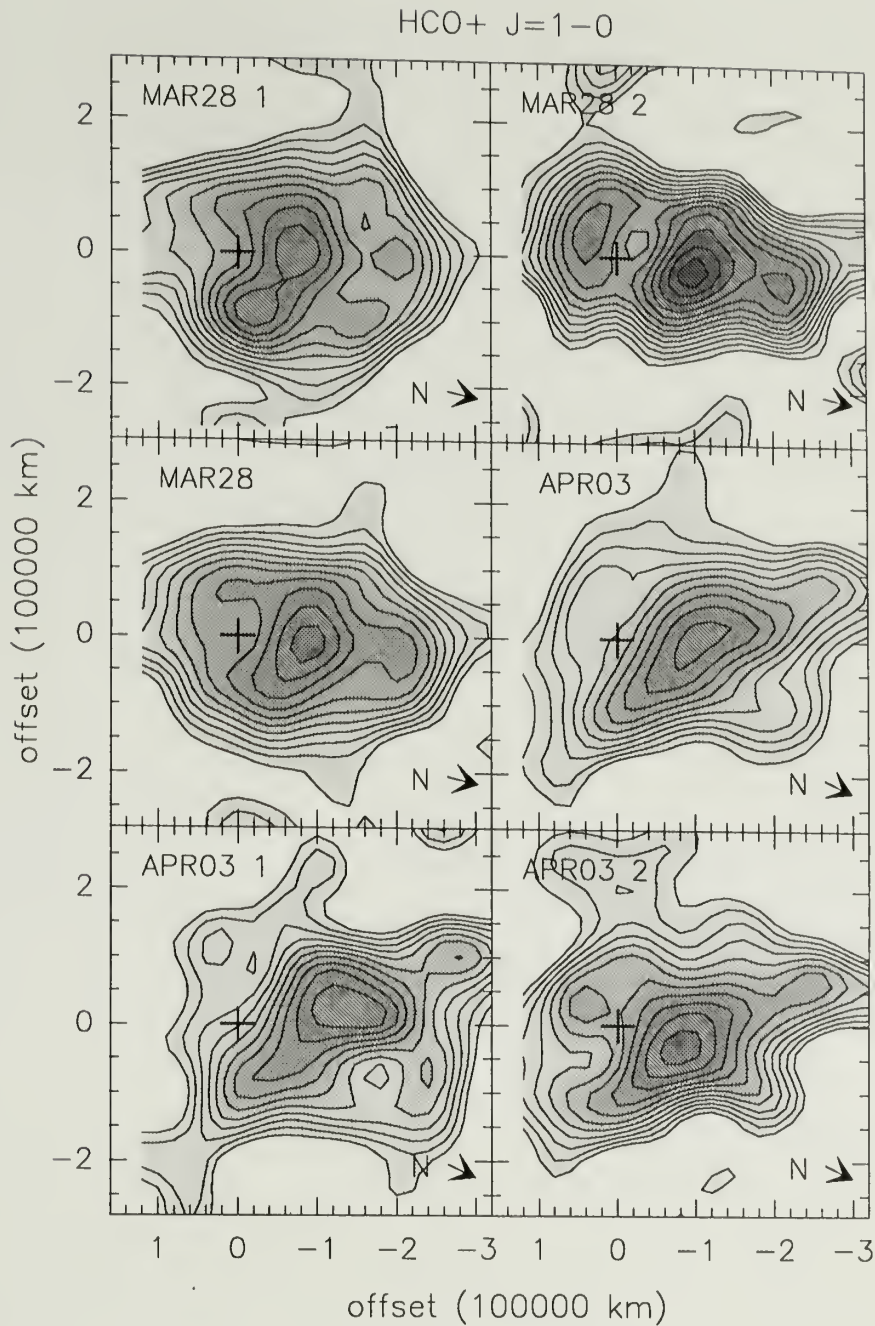 HCO+ J=1-0
MAR28 1
MAR28 2
2
0
-2
N
N
MAR28
APR03
2
0
-2
N
N
APR03 1
APR03 2
2
0
-2
N
N
1 0 -1 -2 -3
1 0 -1 -2 -3
offset (100000 km)
offset (100000 km)